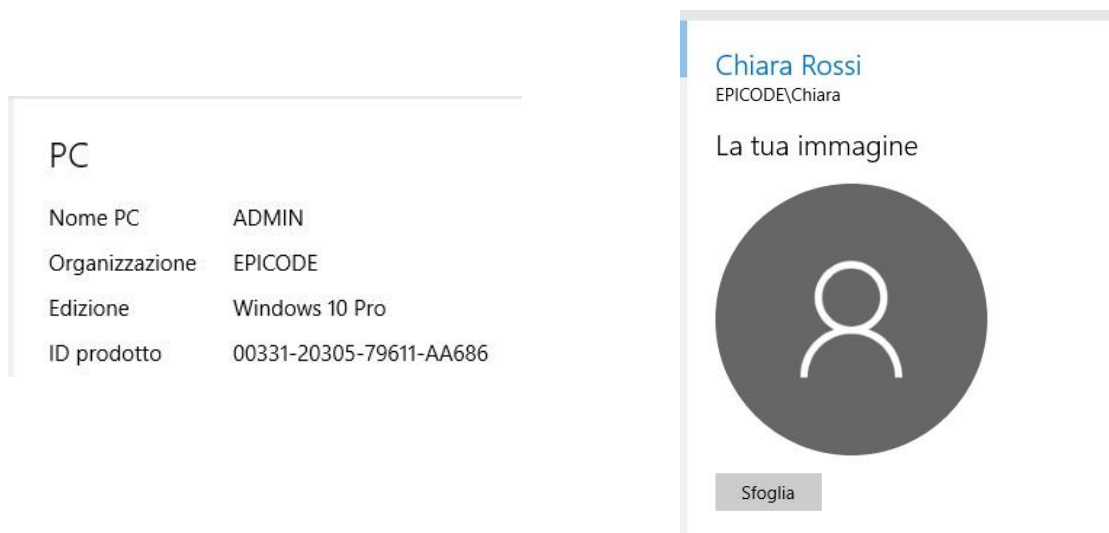 PC
Nome PC ADMIN
Organizzazione EPICODE
Edizione Windows 10 Pro
ID prodotto 00331-20305-79611-AA686
Chiara Rossi
EPICODE\Chiara
La tua immagine
Sfoglia